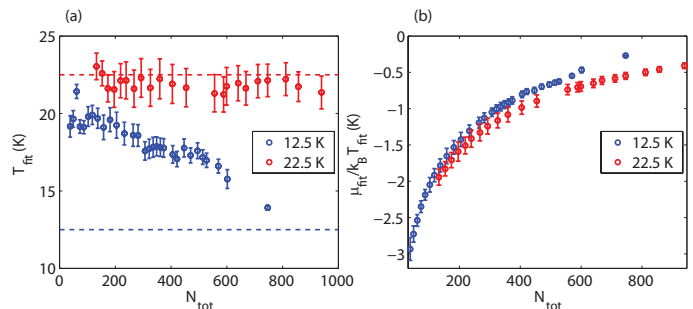 (a)
(b)
25
20
15
10
T_fit (K)
0
200
400
600
800
1000
N_tot
12.5 K
22.5 K
0
−0.5
−1
−1.5
−2
−2.5
−3
μ_fit/k_B T_fit (K)
200
400
600
800
N_tot
12.5 K
22.5 K